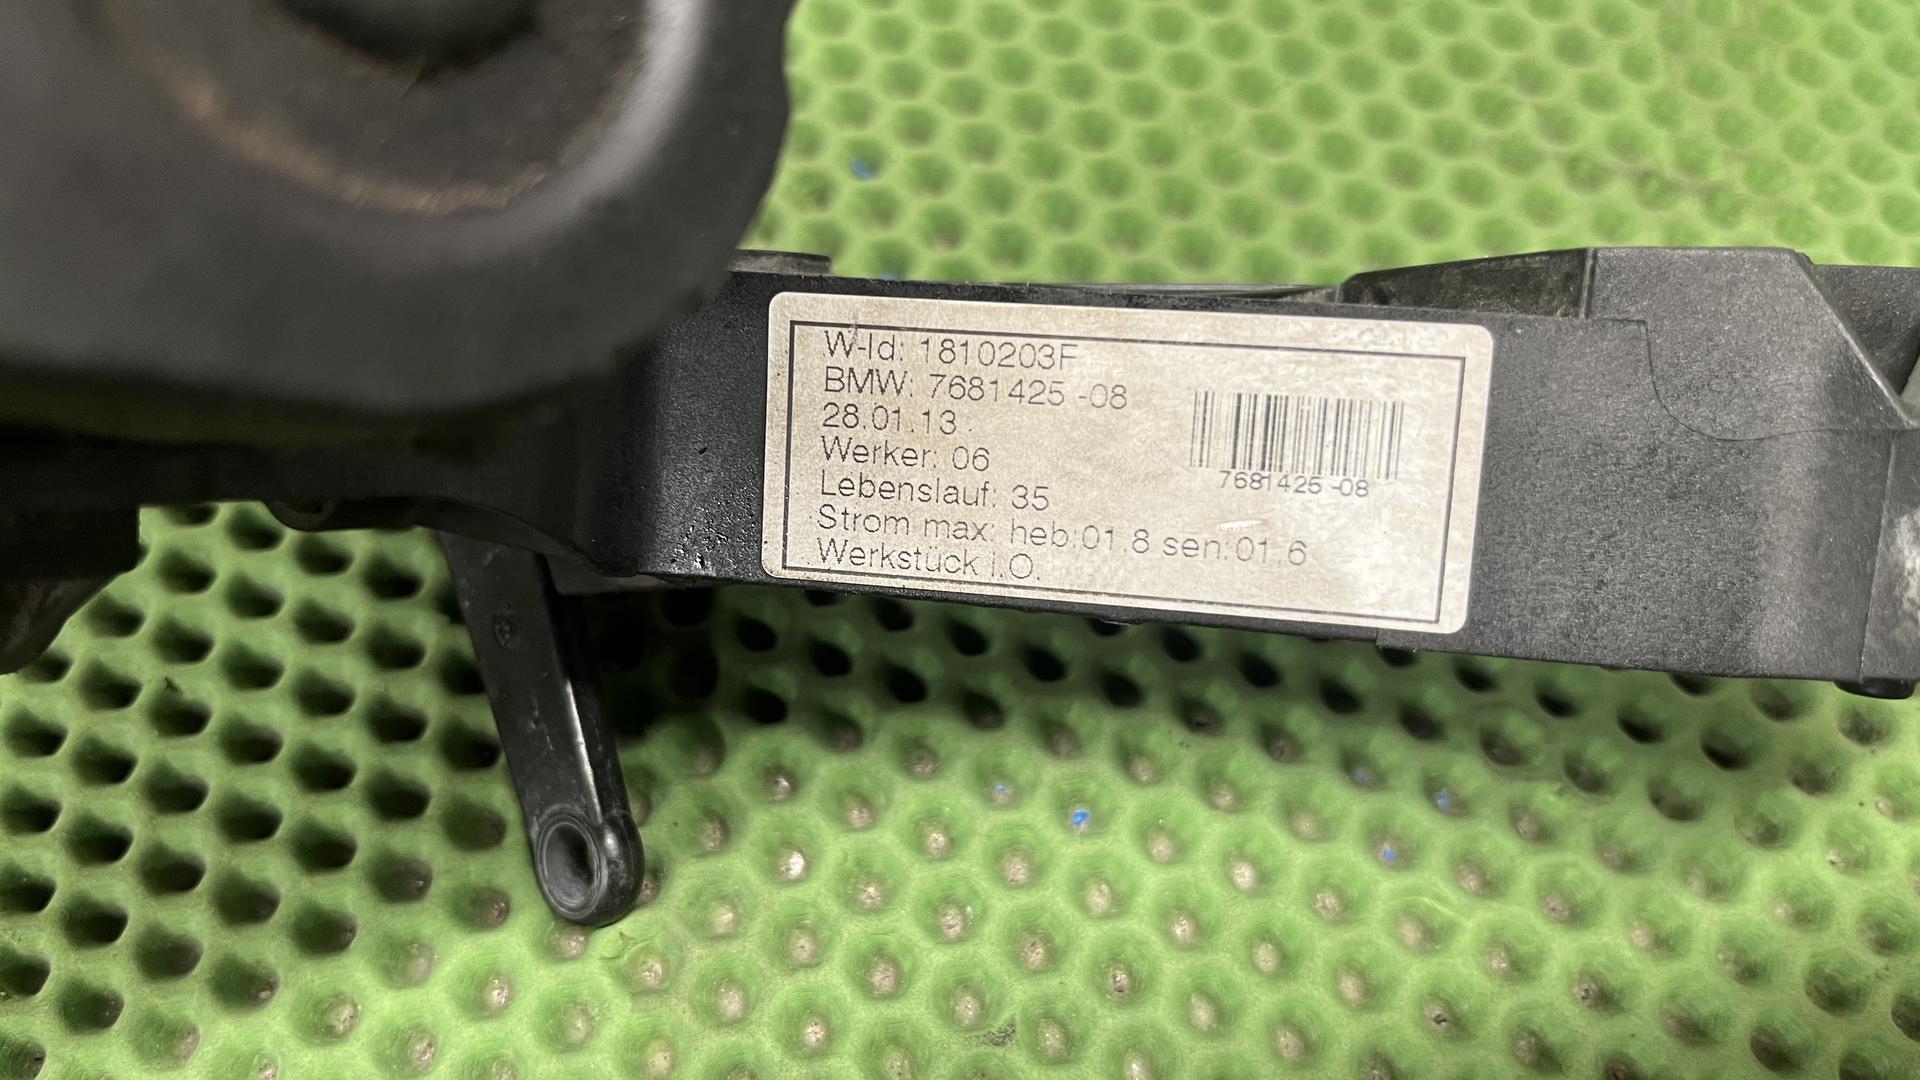 W-Id: 1810203F
BMW: 7681425 -08
28.01.13
Werker: 06
Lebenslauf: 35
Strom max: heb:01.8 sen:01.6
Werkstück i.O.
7681425 -08